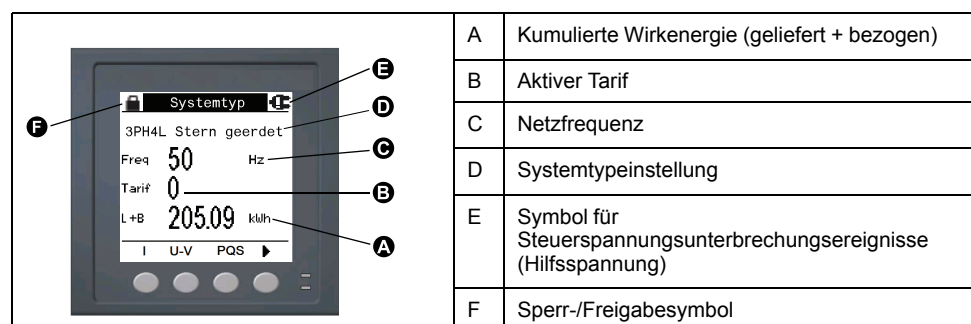 Systemtyp
3PH4L Stern geerdet
Freq 50 Hz
Tarif 0
L+B 205.09 kWh
I U-V PQS
F
E
D
C
B
A
A Kumulierte Wirkenergie (geliefert + bezogen)
B Aktiver Tarif
C Netzfrequenz
D Systemtypeinstellung
E Symbol für
Steuerspannungsunterbrechungsereignisse
(Hilfsspannung)
F Sperr-/Freigabesymbol